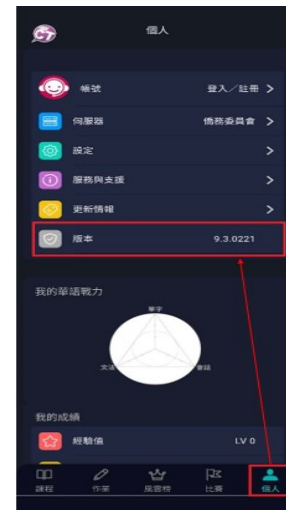 CT
個人
帳號 登入／註冊
伺服器 僑務委員會
設定
服務與支援
更新情報
版本 9.3.0221
我的華語戰力
單字
文法 會話
我的成績
經驗值 LV 0
課程 作業 風雲榜 比賽 個人